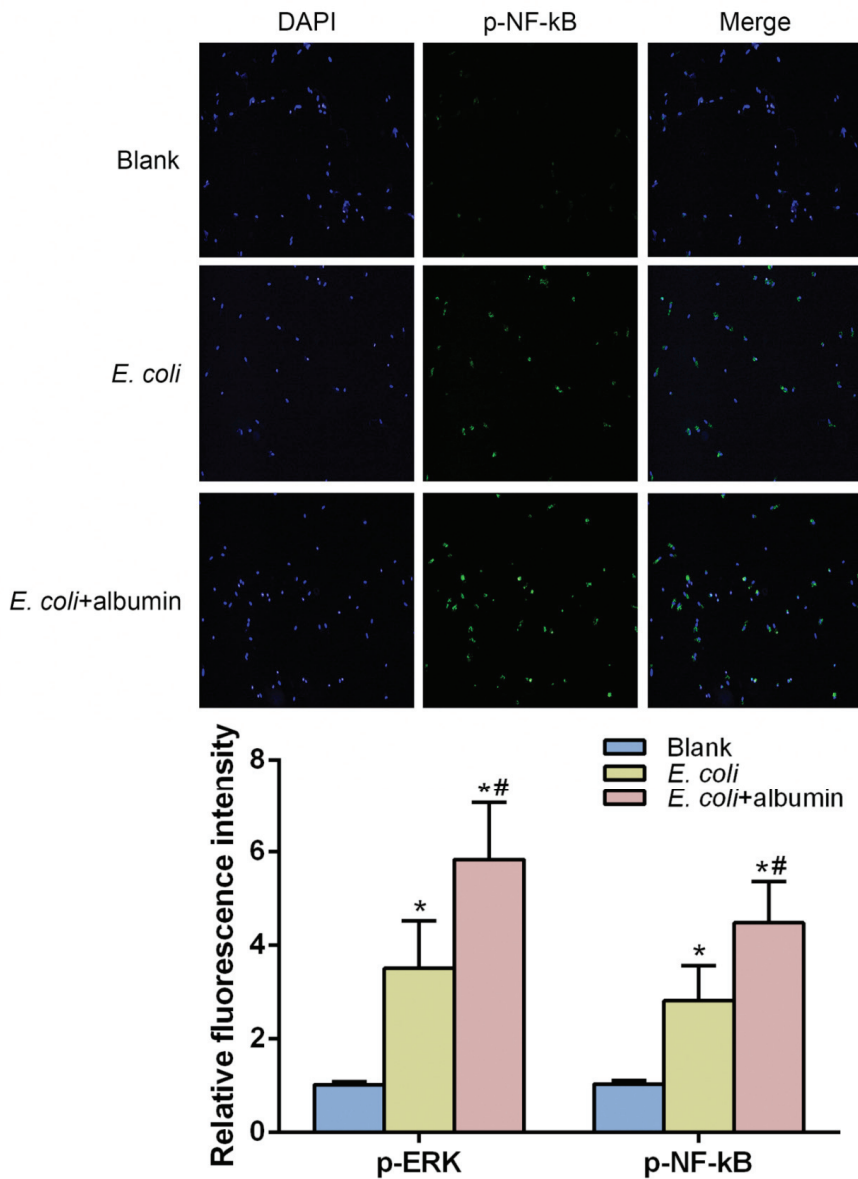 DAPI p-NF-kB Merge
Blank
E. coli
E. coli+albumin
Relative fluorescence intensity
8
6
4
2
0
Blank
E. coli
E. coli+albumin
*
*#
*
*#
p-ERK p-NF-kB